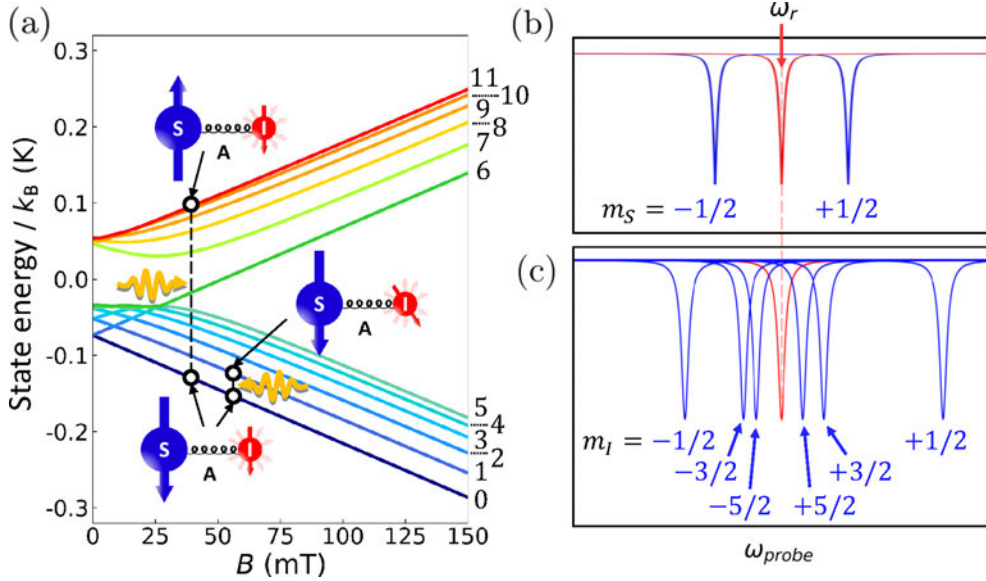 (a)
State energy / k_B (K)
0.3
0.2
0.1
0.0
-0.1
-0.2
-0.3
0
25
50
75
100
125
150
B (mT)
S
A
I
S
A
I
S
A
I
11
10
9
8
7
6
5
4
3
2
1
0
(b)
ω_r
m_S = −1/2 +1/2
(c)
m_I = −1/2 +1/2
−3/2 +3/2
−5/2 +5/2
ω_probe